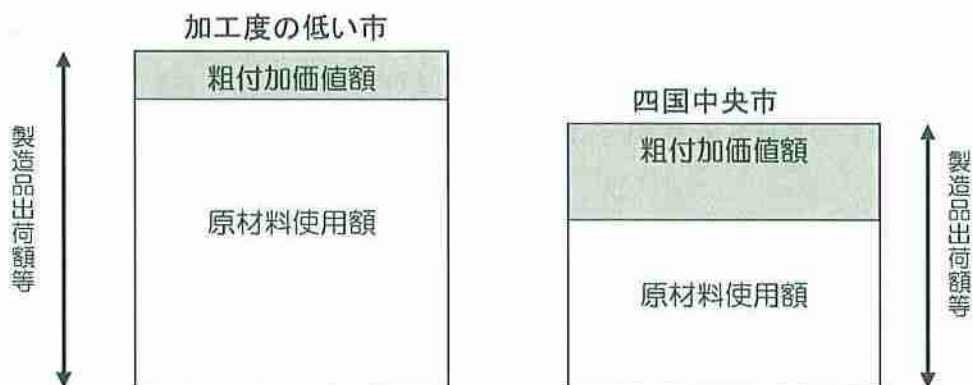 加工度の低い市
粗付加価値額
原材料使用額
製造品出荷額等
四国中央市
粗付加価値額
原材料使用額
製造品出荷額等